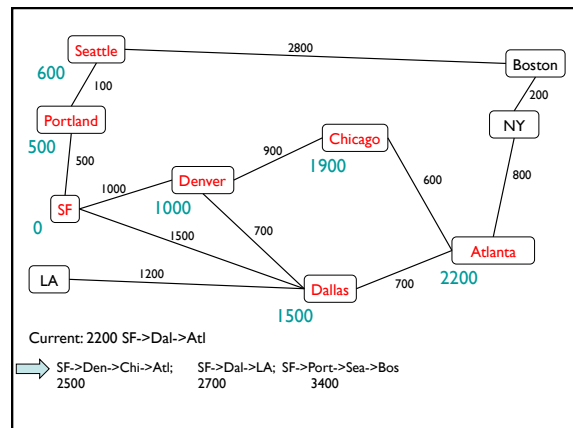 Seattle
2800
Boston
600
100
200
Portland
NY
500
500
Chicago
900
1900
1000
Denver
600
800
SF
1000
0
1500
700
Atlanta
LA
1200
Dallas
700
2200
1500
Current: 2200 SF->Dal->Atl
SF->Den->Chi->Atl; SF->Dal->LA; SF->Port->Sea->Bos
2500 2700 3400